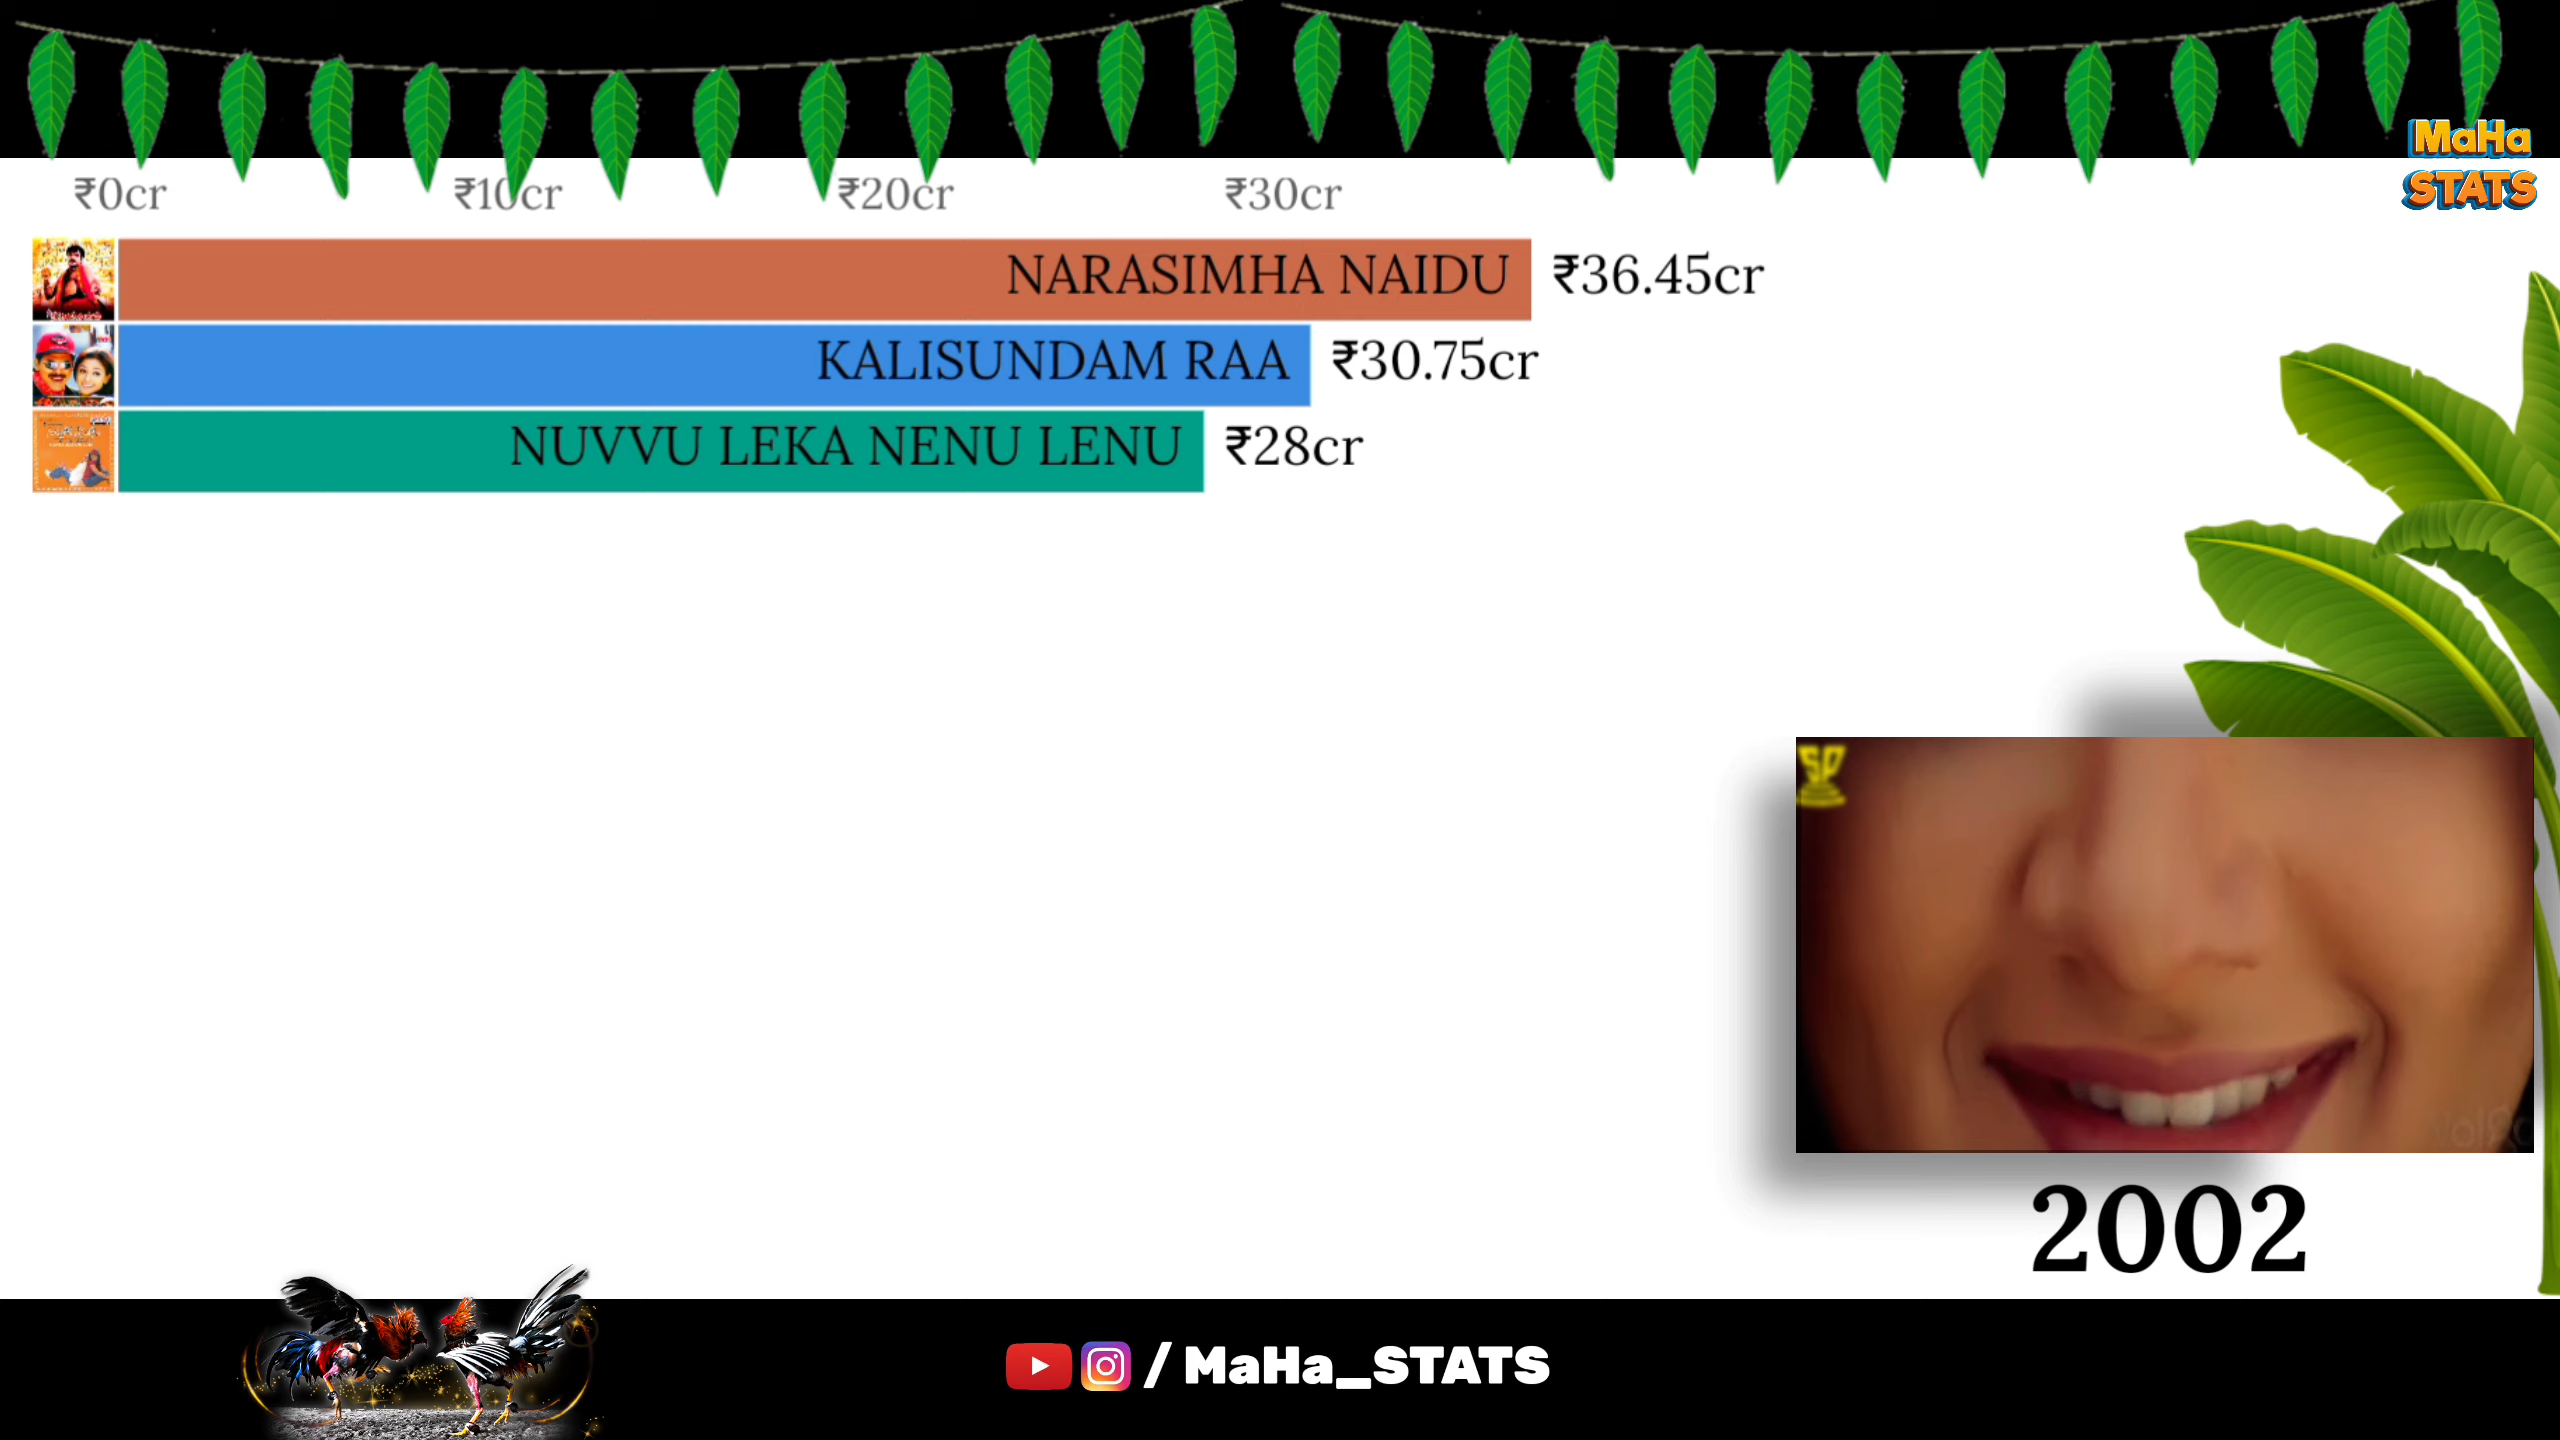 MaHa
STATS
₹0cr ₹10cr ₹20cr ₹30cr
NARASIMHA NAIDU ₹36.45cr
KALISUNDAM RAA ₹30.75cr
NUVVU LEKA NENU LENU ₹28cr
SP
2002
/ MaHa_STATS